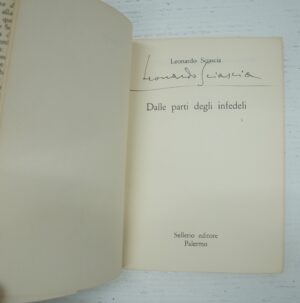 Leonardo Sciascia
Leonardo Sciascia
Dalle parti degli infedeli
Sellerio editore
Palermo